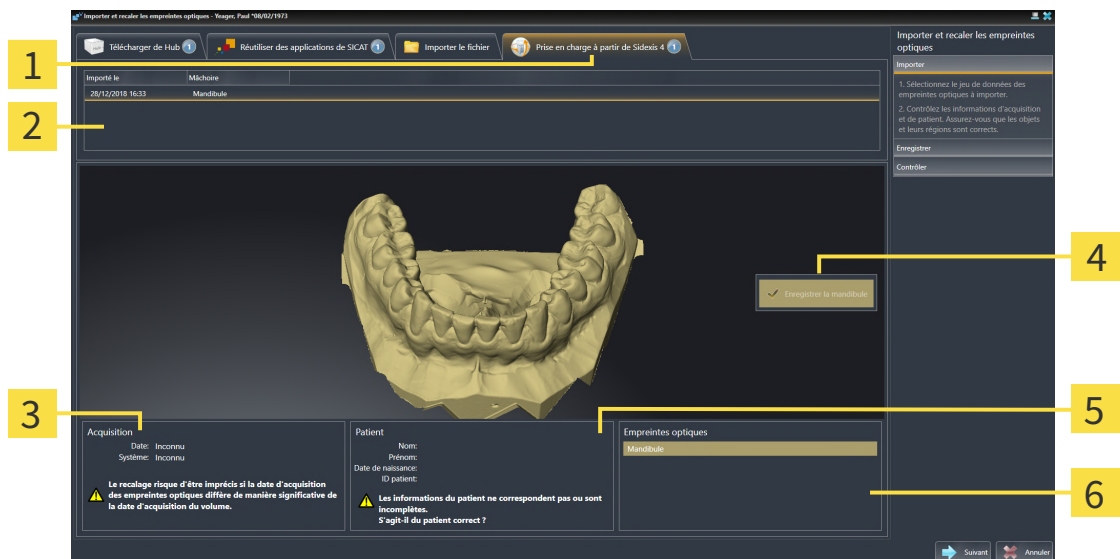 Importer et recaler les empreintes optiques - Yeager, Paul *08/02/1973
Télécharger de Hub 1
Réutiliser des applications de SICAT 1
Importer le fichier
Prise en charge à partir de Sidexis 4 1
Importé le
Mâchoire
28/12/2018 16:33
Mandibule
Importer et recaler les empreintes
optiques
Importer
1. Sélectionnez le jeu de données des
empreintes optiques à importer.
2. Contrôlez les informations d'acquisition
et de patient. Assurez-vous que les objets
et leurs régions sont corrects.
Enregistrer
Contrôler
1
2
3
4
5
6
Enregistrer la mandibule
Acquisition
Date: Inconnu
Système: Inconnu
Le recalage risque d'être imprécis si la date d'acquisition
des empreintes optiques diffère de manière significative de
la date d'acquisition du volume.
Patient
Nom:
Prénom:
Date de naissance:
ID patient:
Les informations du patient ne correspondent pas ou sont
incomplètes.
S'agit-il du patient correct ?
Empreintes optiques
Mandibule
Suivant
Annuler